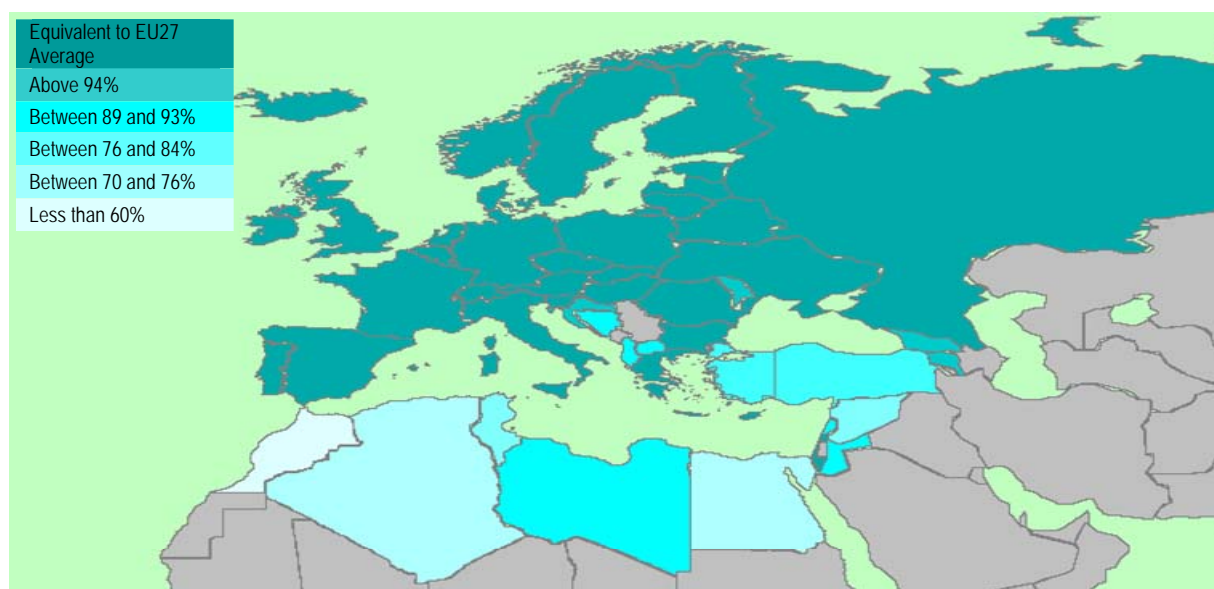 Equivalent to EU27
Average
Above 94%
Between 89 and 93%
Between 76 and 84%
Between 70 and 76%
Less than 60%